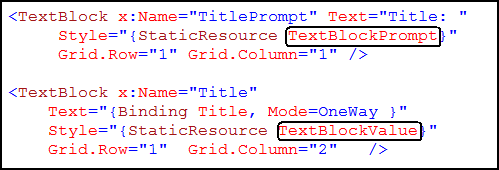 <TextBlock x:Name="TitlePrompt" Text="Title: "
Style="{StaticResource TextBlockPrompt}"
Grid.Row="1" Grid.Column="1" />
<TextBlock x:Name="Title"
Text="{Binding Title, Mode=OneWay }"
Style="{StaticResource TextBlockValue}"
Grid.Row="1"  Grid.Column="2"   />